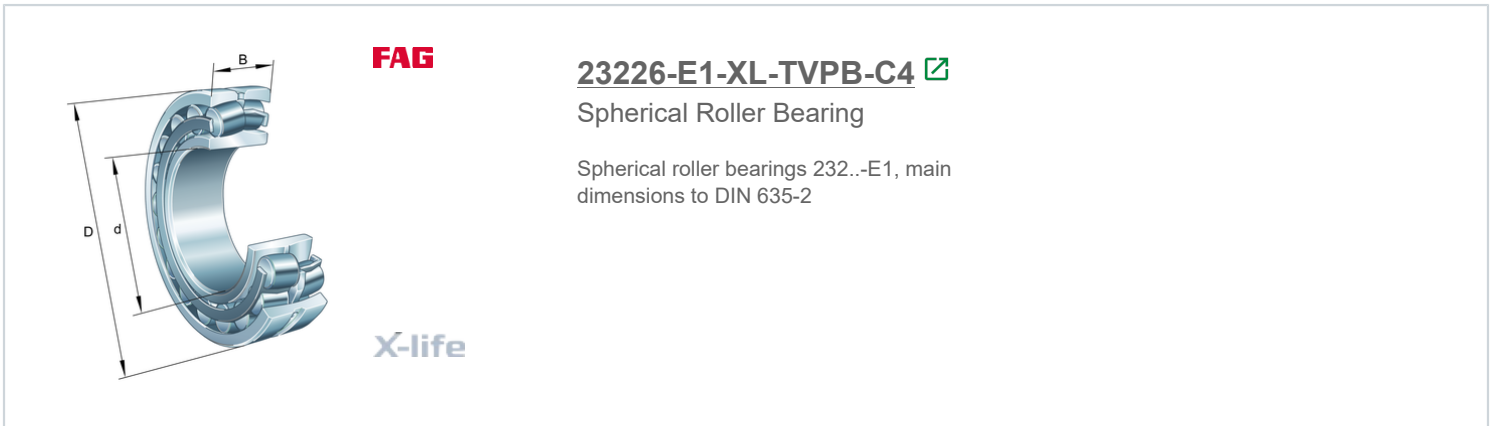 B
FAG
23226-E1-XL-TVPB-C4
Spherical Roller Bearing
Spherical roller bearings 232..-E1, main
dimensions to DIN 635-2
D
d
X-life